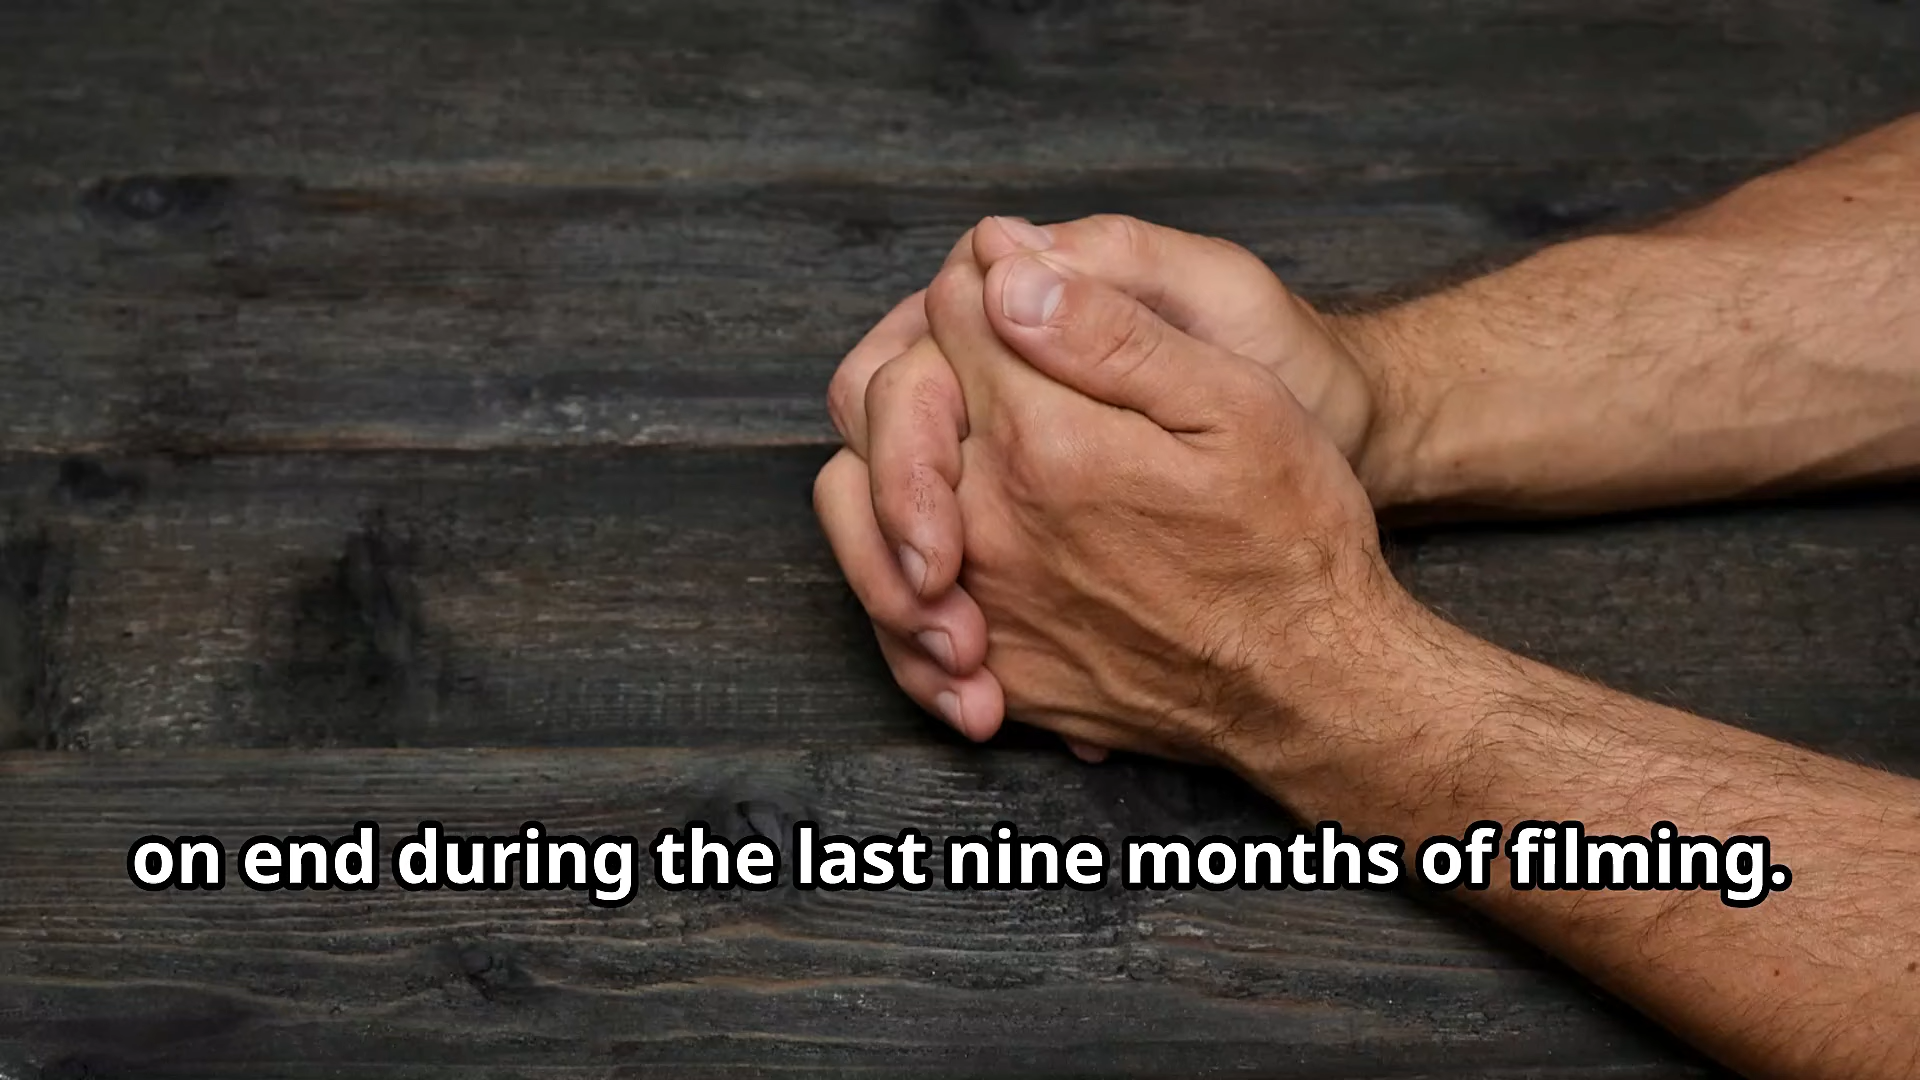 on end during the last nine months of filming.